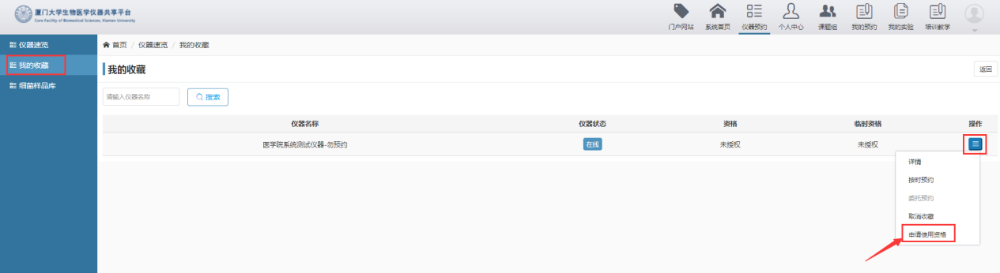 厦门大学生物医学仪器共享平台
Core Facility of Biomedical Sciences, Xiamen University
门户网站 系统首页 仪器预约 个人中心 课题组 我的预约 我的实验 培训教学
仪器速览
我的收藏
细菌样品库
首页 / 仪器速览 / 我的收藏
我的收藏
返回
请输入仪器名称 搜索
仪器名称 仪器状态 资格 临时资格 操作
医学院系统测试仪器-勿预约 在线 未授权 未授权
详情
按时预约
委托预约
取消收藏
申请使用资格